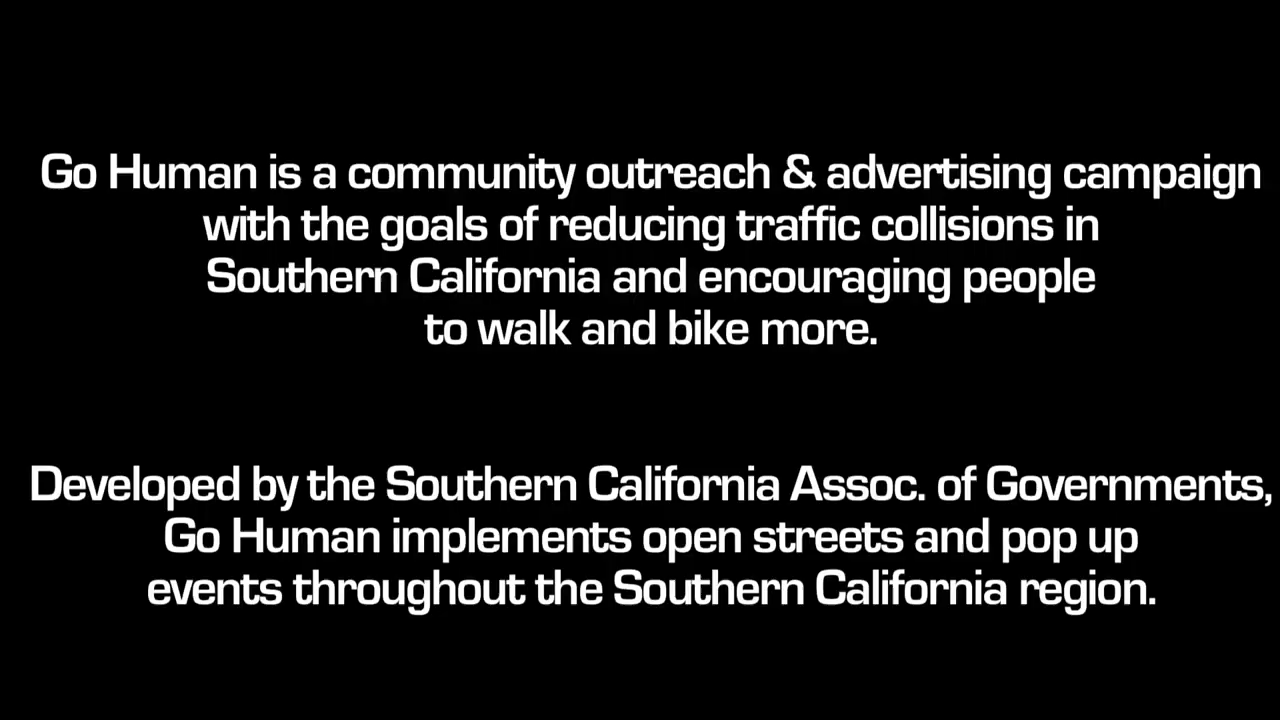 Go Human is a community outreach & advertising campaign
with the goals of reducing traffic collisions in
Southern California and encouraging people
to walk and bike more.
Developed by the Southern California Assoc. of Governments,
Go Human implements open streets and pop up
events throughout the Southern California region.